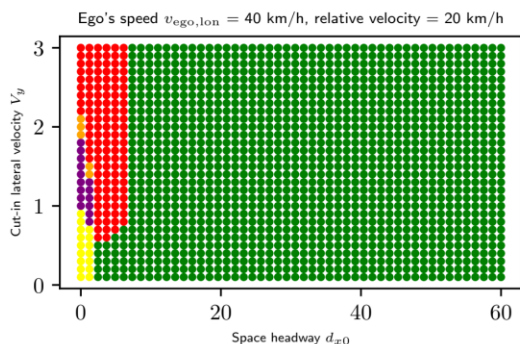 Ego's speed v_ego,lon = 40 km/h, relative velocity = 20 km/h
Cut-in lateral velocity V_y
3
2
1
0
0 20 40 60
Space headway d_x0